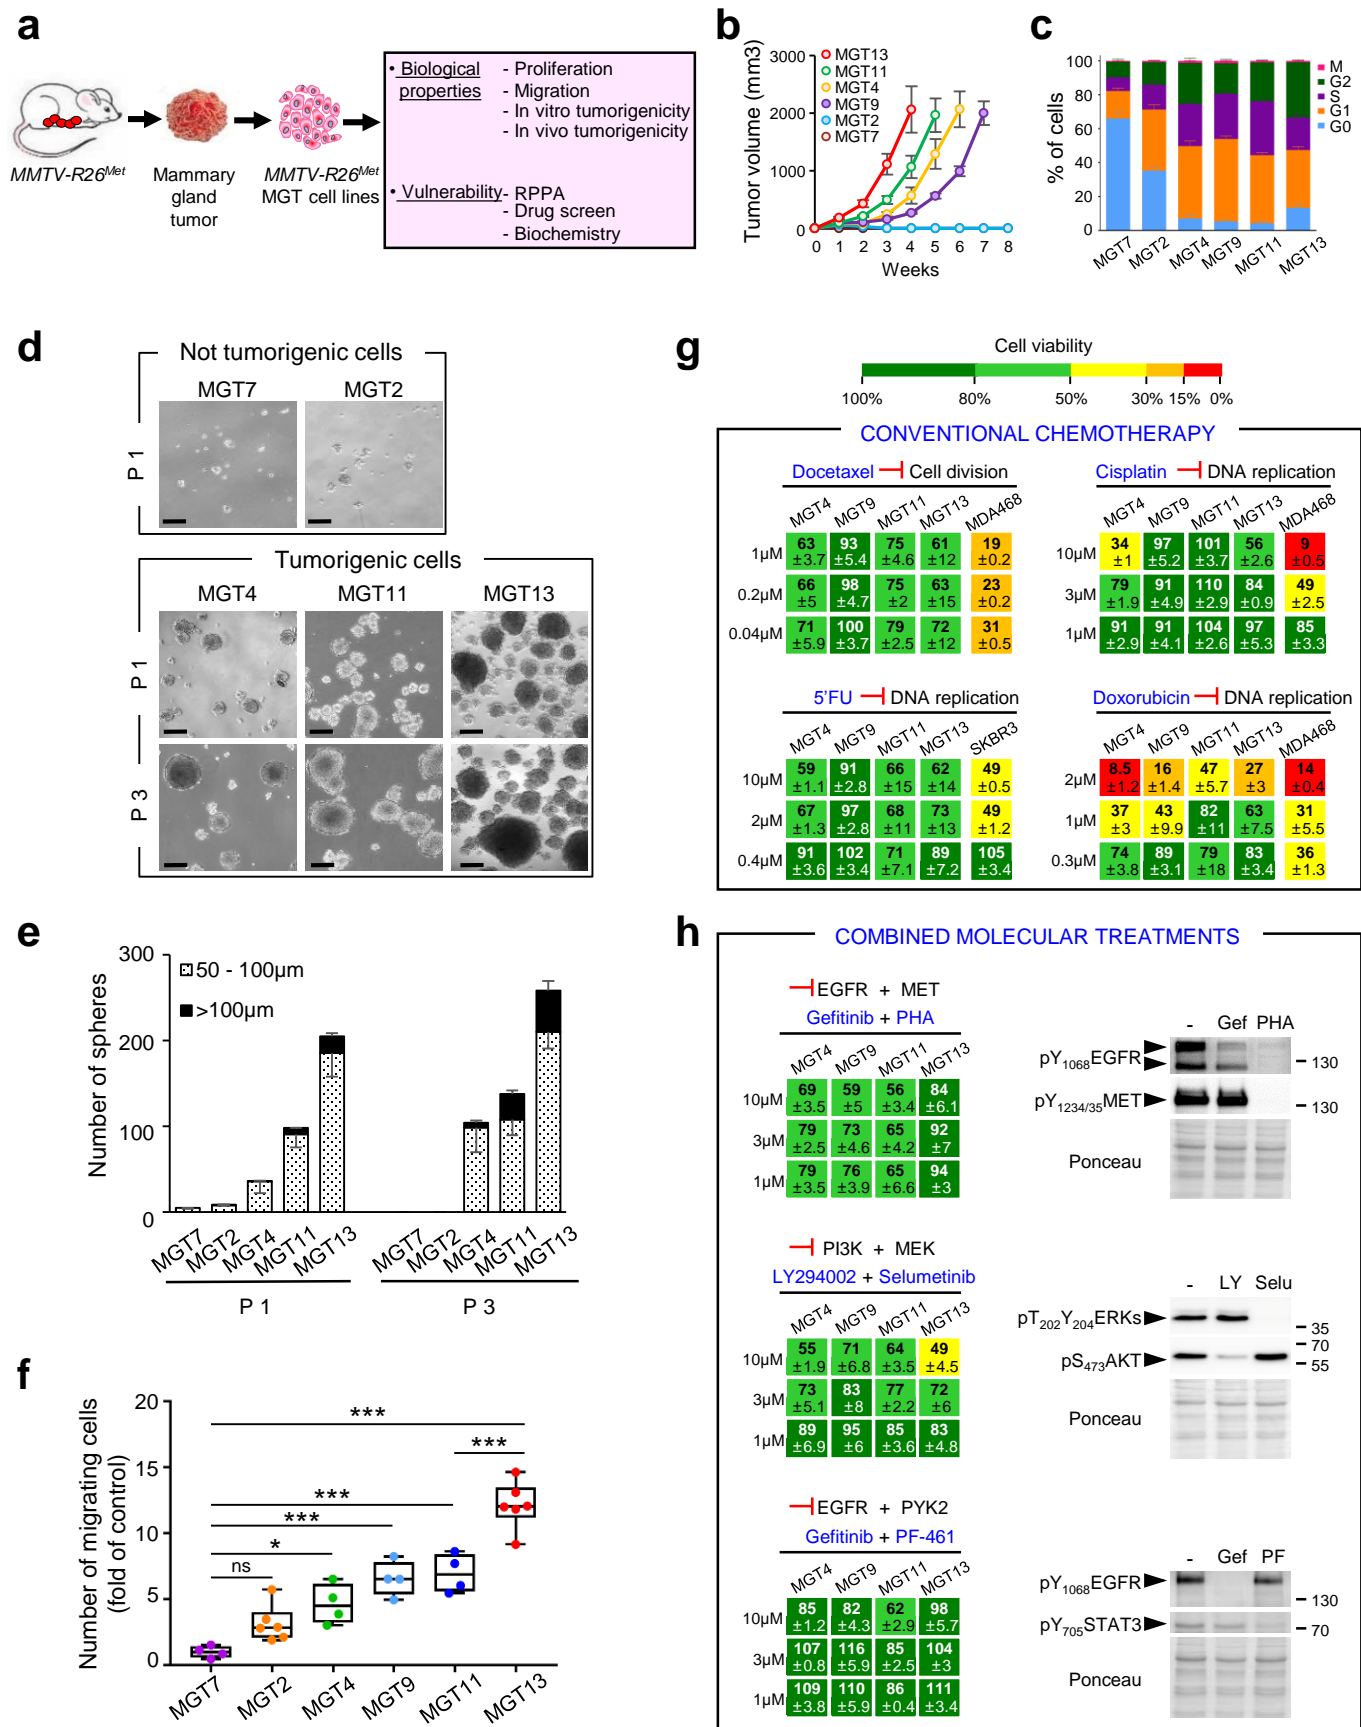 a
MMTV-R26Met
Mammary
gland
tumor
MMTV-R26Met
MGT cell lines
• Biological
properties
- Proliferation
- Migration
- In vitro tumorigenicity
- In vivo tumorigenicity
• Vulnerability
- RPPA
- Drug screen
- Biochemistry
b
Tumor volume (mm3)
3000
2000
1000
0
MGT13
MGT11
MGT4
MGT9
MGT2
MGT7
0 1 2 3 4 5 6 7 8
Weeks
c
% of cells
100
80
60
40
20
0
M
G2
S
G1
G0
MGT7 MGT2 MGT4 MGT9 MGT11 MGT13
d
Not tumorigenic cells
MGT7 MGT2
P 1
Tumorigenic cells
MGT4 MGT11 MGT13
P 1
P 3
e
Number of spheres
300
200
100
0
50 - 100µm
>100µm
MGT7 MGT2 MGT4 MGT11 MGT13 MGT7 MGT2 MGT4 MGT11 MGT13
P 1 P 3
f
Number of migrating cells
(fold of control)
20
15
10
5
0
***
***
***
***
*
ns
MGT7 MGT2 MGT4 MGT9 MGT11 MGT13
g
Cell viability
100% 80% 50% 30% 15% 0%
CONVENTIONAL CHEMOTHERAPY
Docetaxel Cell division
MGT4 MGT9 MGT11 MGT13 MDA468
1µM 63 93 75 61 19
±3.7 ±5.4 ±4.6 ±12 ±0.2
0.2µM 66 98 75 63 23
±5 ±4.7 ±2 ±15 ±0.2
0.04µM 71 100 79 72 31
±5.9 ±3.7 ±2.5 ±12 ±0.5
Cisplatin DNA replication
MGT4 MGT9 MGT11 MGT13 MDA468
10µM 34 97 101 56 9
±1 ±5.2 ±3.7 ±2.6 ±0.5
3µM 79 91 110 84 49
±1.9 ±4.9 ±2.9 ±0.9 ±2.5
1µM 91 91 104 97 85
±2.9 ±4.1 ±2.6 ±5.3 ±3.3
5'FU DNA replication
MGT4 MGT9 MGT11 MGT13 SKBR3
10µM 59 91 66 62 49
±1.1 ±2.8 ±15 ±14 ±0.5
2µM 67 97 68 73 49
±1.3 ±2.8 ±11 ±13 ±1.2
0.4µM 91 102 71 89 105
±3.6 ±3.4 ±7.1 ±7.2 ±3.4
Doxorubicin DNA replication
MGT4 MGT9 MGT11 MGT13 MDA468
2µM 8.5 16 47 27 14
±1.2 ±1.4 ±5.7 ±3 ±0.4
1µM 37 43 82 63 31
±3 ±9.9 ±11 ±7.5 ±5.5
0.3µM 74 89 79 83 36
±3.8 ±3.1 ±18 ±3.4 ±1.3
h
COMBINED MOLECULAR TREATMENTS
EGFR + MET
Gefitinib + PHA
MGT4 MGT9 MGT11 MGT13
10µM 69 59 56 84
±3.5 ±5 ±3.4 ±6.1
3µM 79 73 65 92
±2.5 ±4.6 ±4.2 ±7
1µM 79 76 65 94
±3.5 ±3.9 ±6.6 ±3
- Gef PHA
pY1068EGFR
130
pY1234/35MET
130
Ponceau
PI3K + MEK
LY294002 + Selumetinib
MGT4 MGT9 MGT11 MGT13
10µM 55 71 64 49
±1.9 ±6.8 ±3.5 ±4.5
3µM 73 83 77 72
±5.1 ±8 ±2.2 ±6
1µM 89 95 85 83
±6.9 ±6 ±3.6 ±4.8
- LY Selu
pT202Y204ERKs
35
70
pS473AKT
55
Ponceau
EGFR + PYK2
Gefitinib + PF-461
MGT4 MGT9 MGT11 MGT13
10µM 85 82 62 98
±1.2 ±4.3 ±2.9 ±5.7
3µM 107 116 85 104
±0.8 ±5.9 ±2.5 ±3
1µM 109 110 86 111
±3.8 ±5.9 ±0.4 ±3.4
- Gef PF
pY1068EGFR
130
pY705STAT3
70
Ponceau